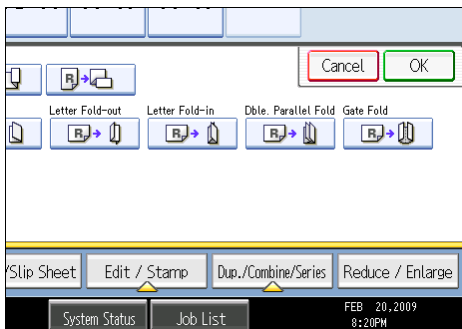 Cancel OK
R
Letter Fold-out Letter Fold-in Dble. Parallel Fold Gate Fold
R R R R
/Slip Sheet Edit / Stamp Dup./Combine/Series Reduce / Enlarge
System Status Job List FEB 20,2009
8:20PM